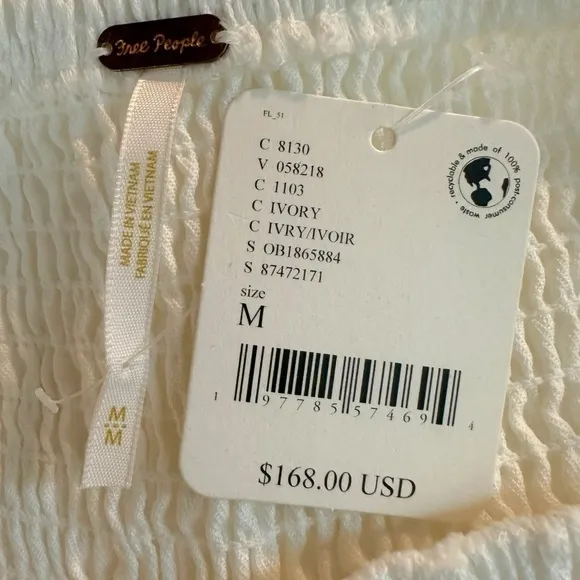 Free People
MADE IN VIETNAM
FABRIQUÉ EN VIETNAM
M
M
FL_51
C 8130
V 058218
C 1103
C IVORY
C IVRY/IVOIR
S OB1865884
S 87472171
size
M
1 97785 57469 4
$168.00 USD
recyclable & made of 100% post-consumer waste •